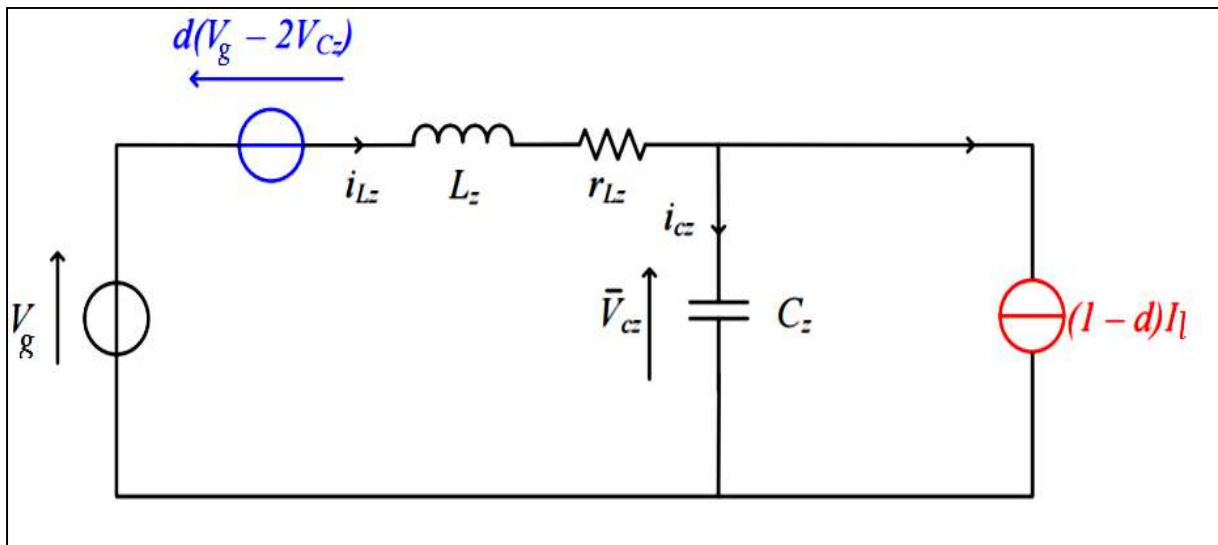 d(Vg – 2VCz)
iLz
Lz
rLz
icz
Vg
V̄cz
Cz
(1 – d)Il